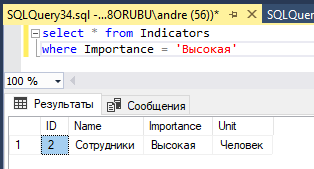 SQLQuery34.sql -...8ORUBU\andre (56))*
SQLQuer
select * from Indicators
where Importance = 'Высокая'
100 %
Результаты Сообщения
ID Name Importance Unit
1 2 Сотрудники Высокая Человек